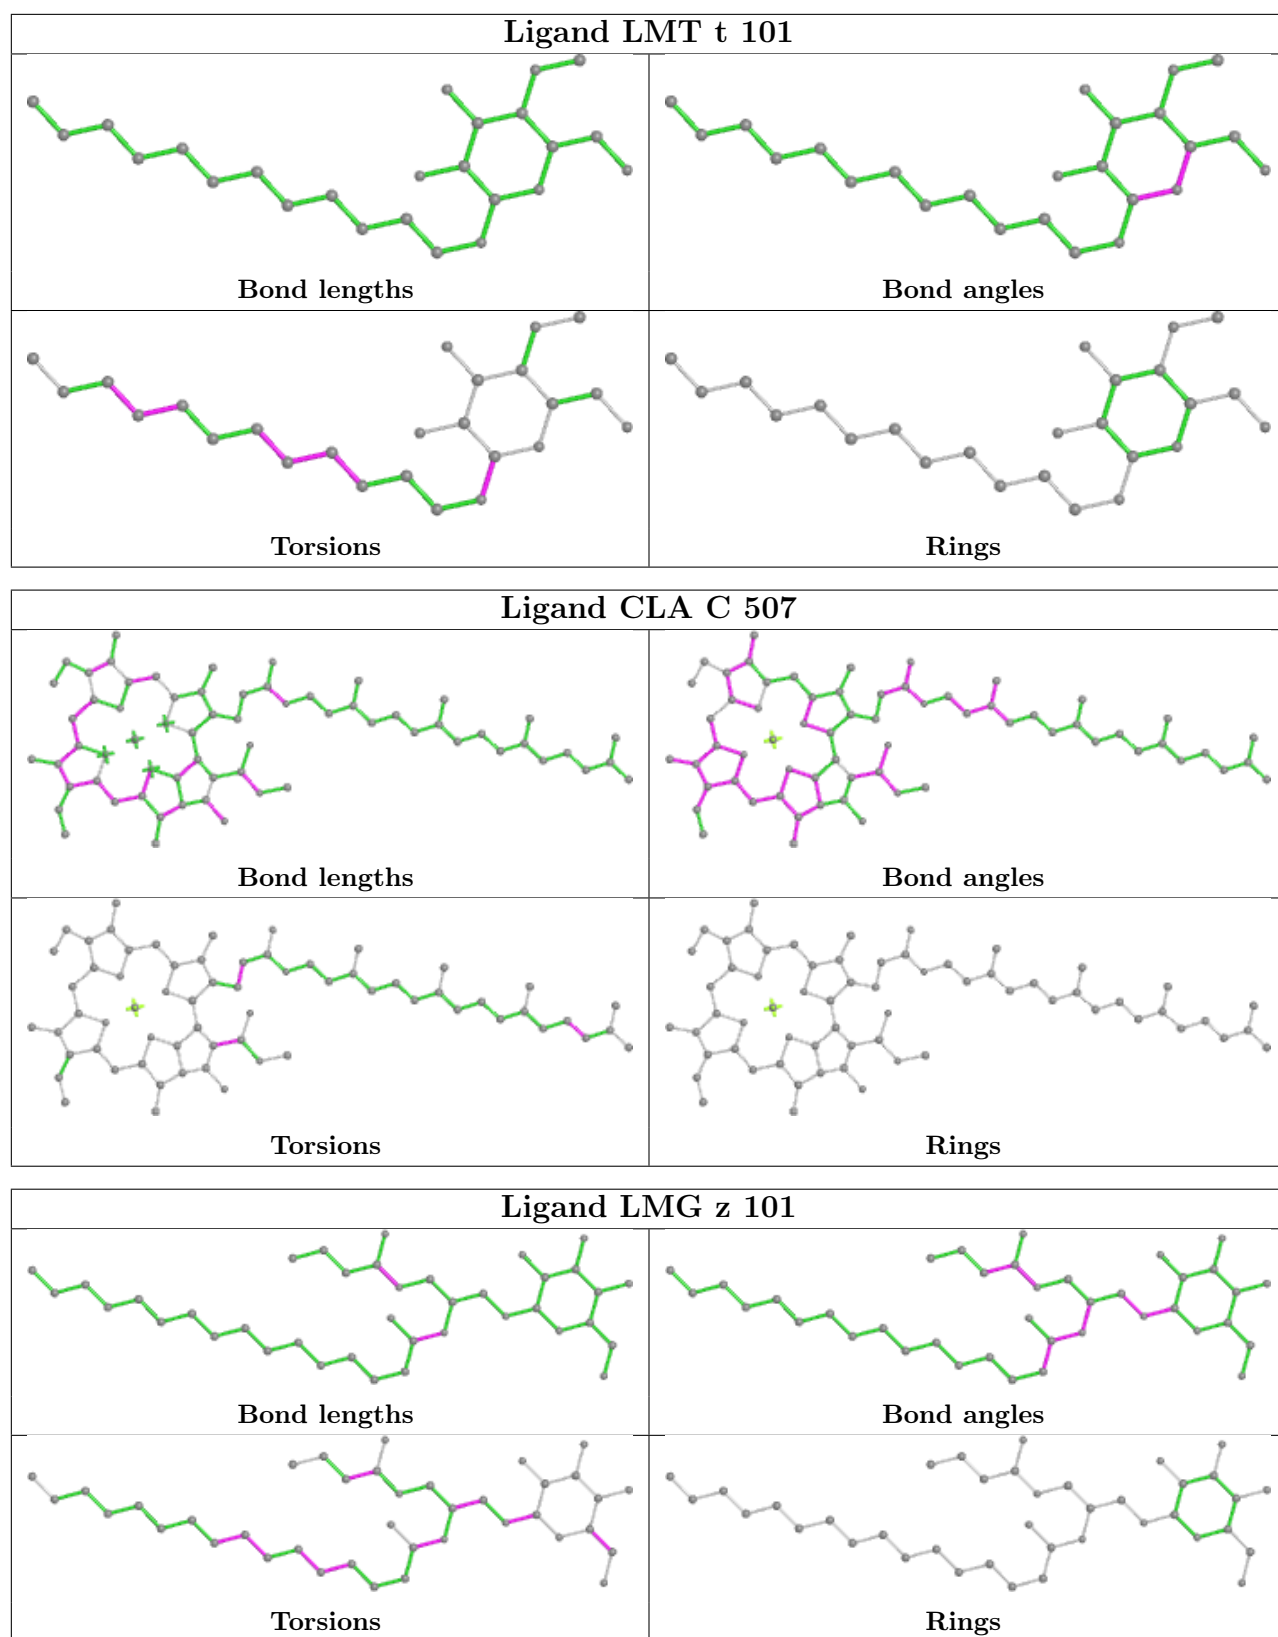 Ligand LMT t 101
Bond lengths
Bond angles
Torsions
Rings
Ligand CLA C 507
Bond lengths
Bond angles
Torsions
Rings
Ligand LMG z 101
Bond lengths
Bond angles
Torsions
Rings